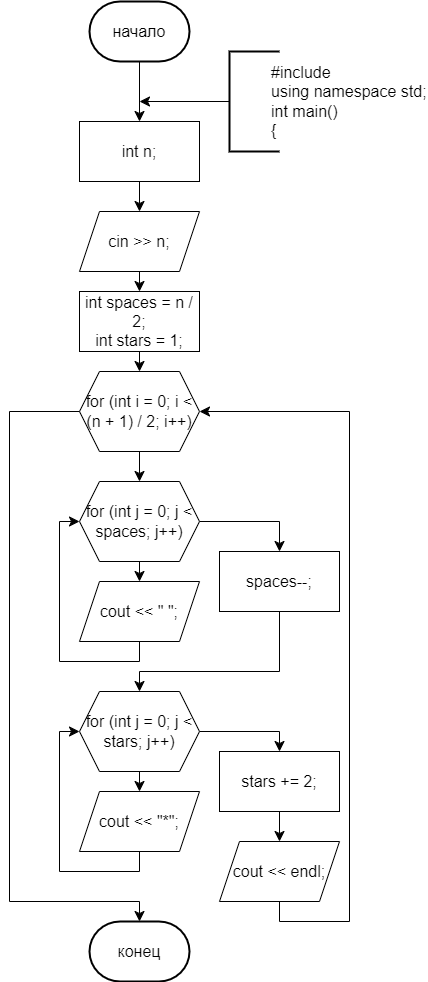 начало
#include
using namespace std;
int main()
{
int n;
cin >> n;
int spaces = n /
2;
int stars = 1;
for (int i = 0; i <
(n + 1) / 2; i++)
for (int j = 0; j <
spaces; j++)
spaces--;
cout << " ";
for (int j = 0; j <
stars; j++)
stars += 2;
cout << "*";
cout << endl;
конец